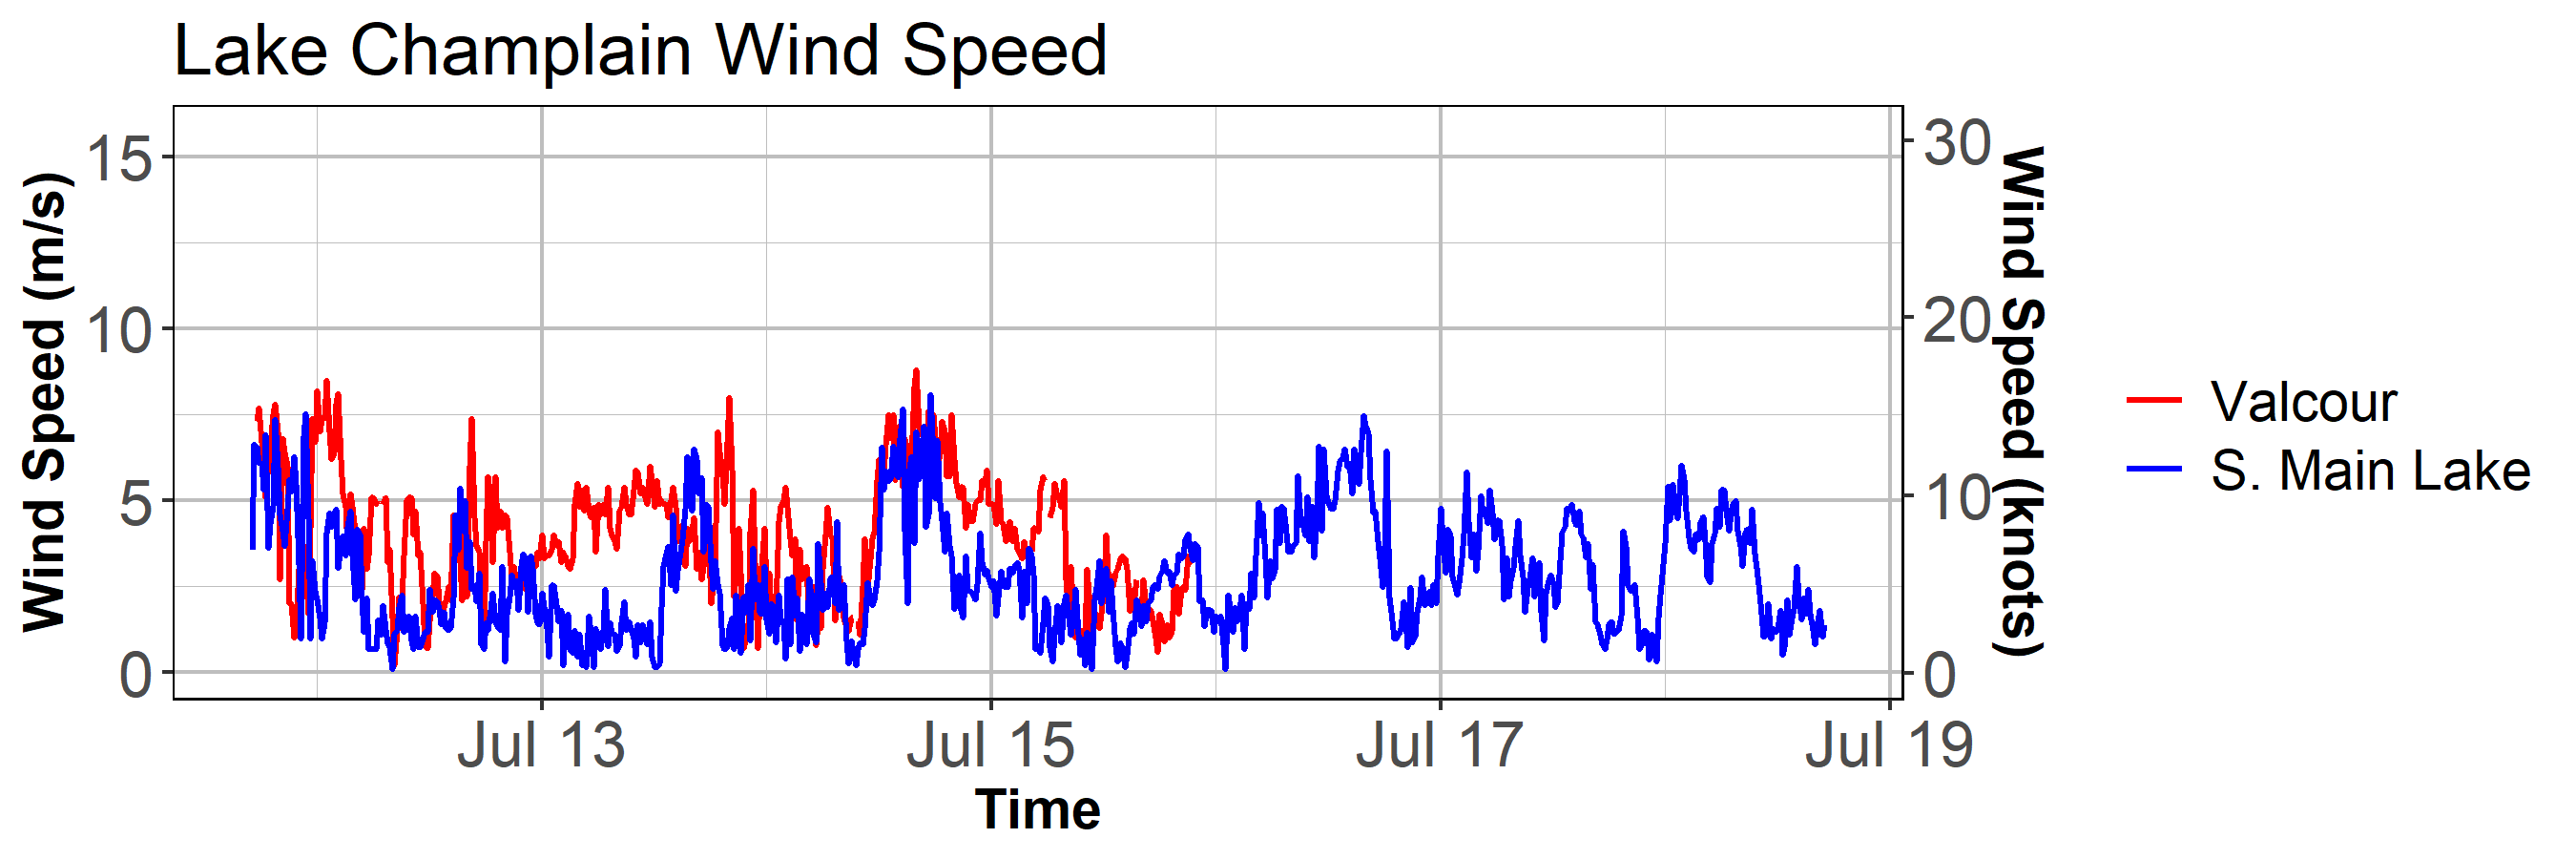 Lake Champlain Wind Speed
Wind Speed (m/s)
15
10
5
0
30
20
10
0
Wind Speed (knots)
Jul 13
Jul 15
Jul 17
Jul 19
Time
Valcour
S. Main Lake